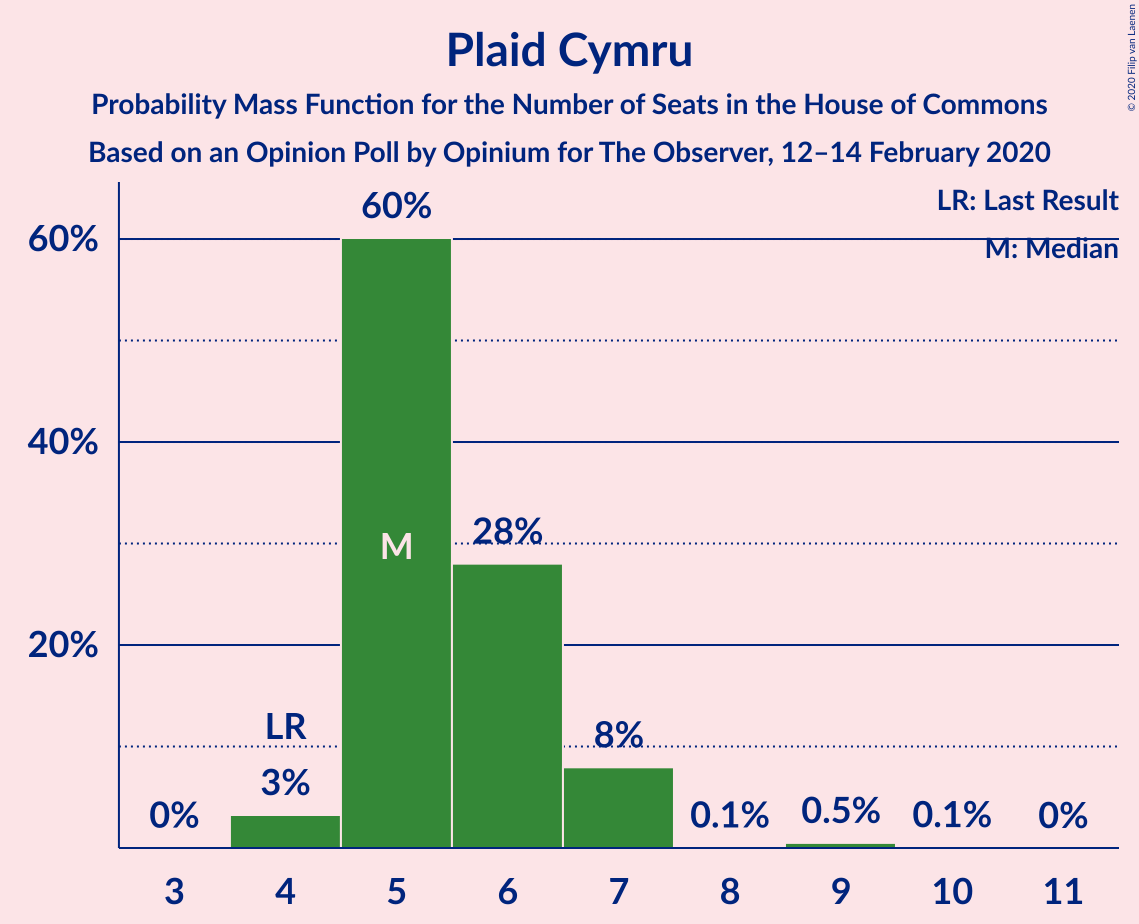 Plaid Cymru
Probability Mass Function for the Number of Seats in the House of Commons
Based on an Opinion Poll by Opinium for The Observer, 12–14 February 2020
© 2020 Filip van Laenen
LR: Last Result
M: Median
60%
40%
20%
0%
LR
3%
60%
M
28%
8%
0.1%
0.5%
0.1%
0%
3 4 5 6 7 8 9 10 11